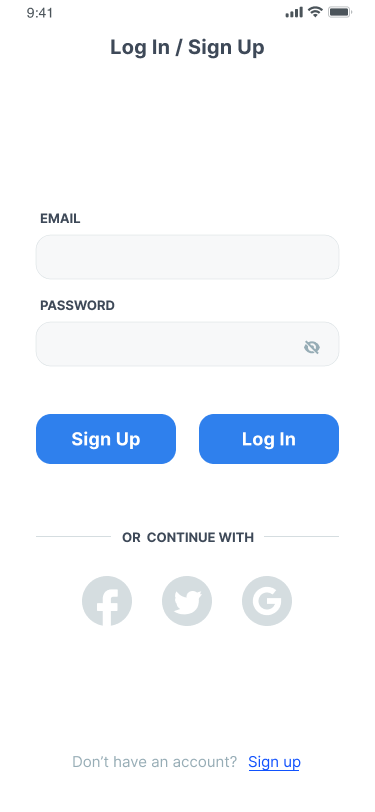 9:41
Log In / Sign Up
EMAIL
PASSWORD
Sign Up
Log In
OR CONTINUE WITH
Don't have an account? Sign up